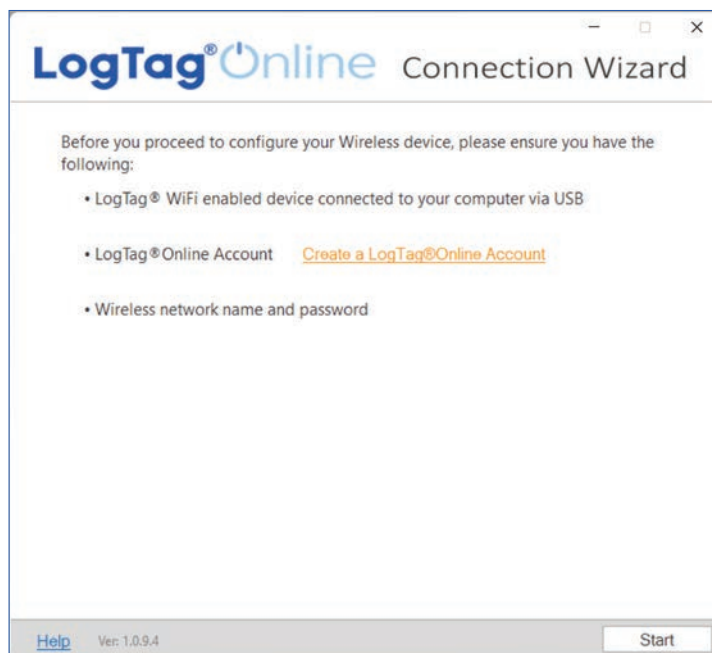 LogTag® Online Connection Wizard
Before you proceed to configure your Wireless device, please ensure you have the
following:
• LogTag® WiFi enabled device connected to your computer via USB
• LogTag®Online Account Create a LogTag®Online Account
• Wireless network name and password
Help Ver: 1.0.9.4 Start